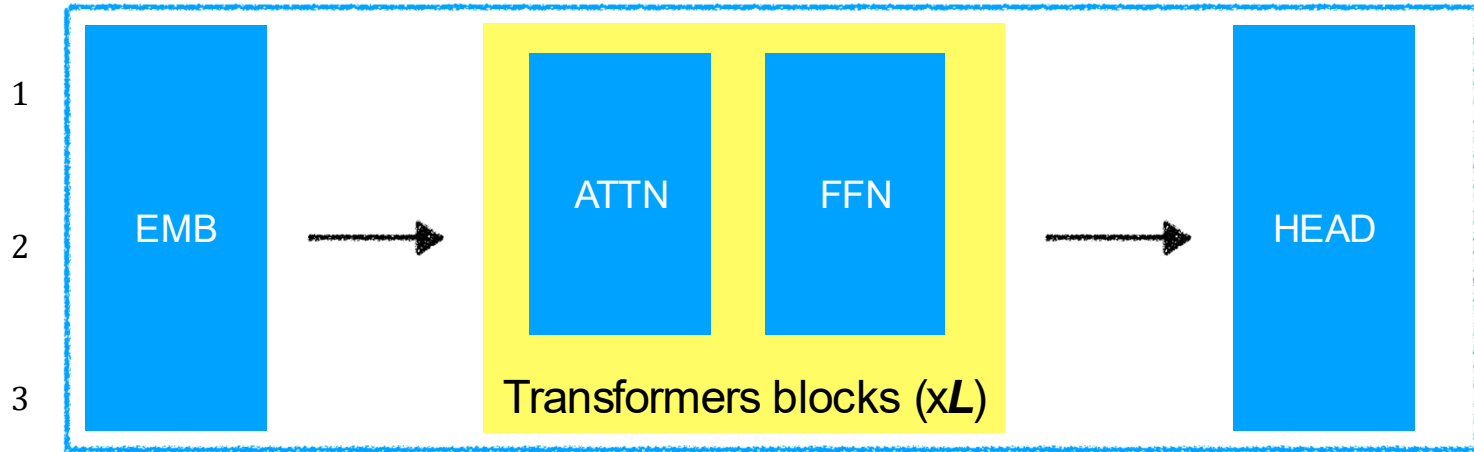 1
2
3
EMB
ATTN
FFN
Transformers blocks (xL)
HEAD